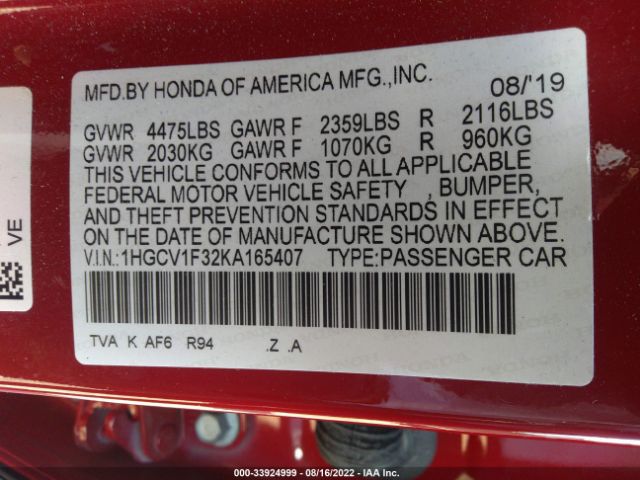 MFD.BY HONDA OF AMERICA MFG.,INC. 08/'19
GVWR 4475LBS GAWR F 2359LBS R 2116LBS
GVWR 2030KG GAWR F 1070KG R 960KG
THIS VEHICLE CONFORMS TO ALL APPLICABLE
FEDERAL MOTOR VEHICLE SAFETY , BUMPER,
AND THEFT PREVENTION STANDARDS IN EFFECT
ON THE DATE OF MANUFACTURE SHOWN ABOVE.
V.I.N.:1HGCV1F32KA165407 TYPE:PASSENGER CAR
TVA K AF6 R94 .Z .A
VE
000-33924999 - 08/16/2022 - IAA Inc.